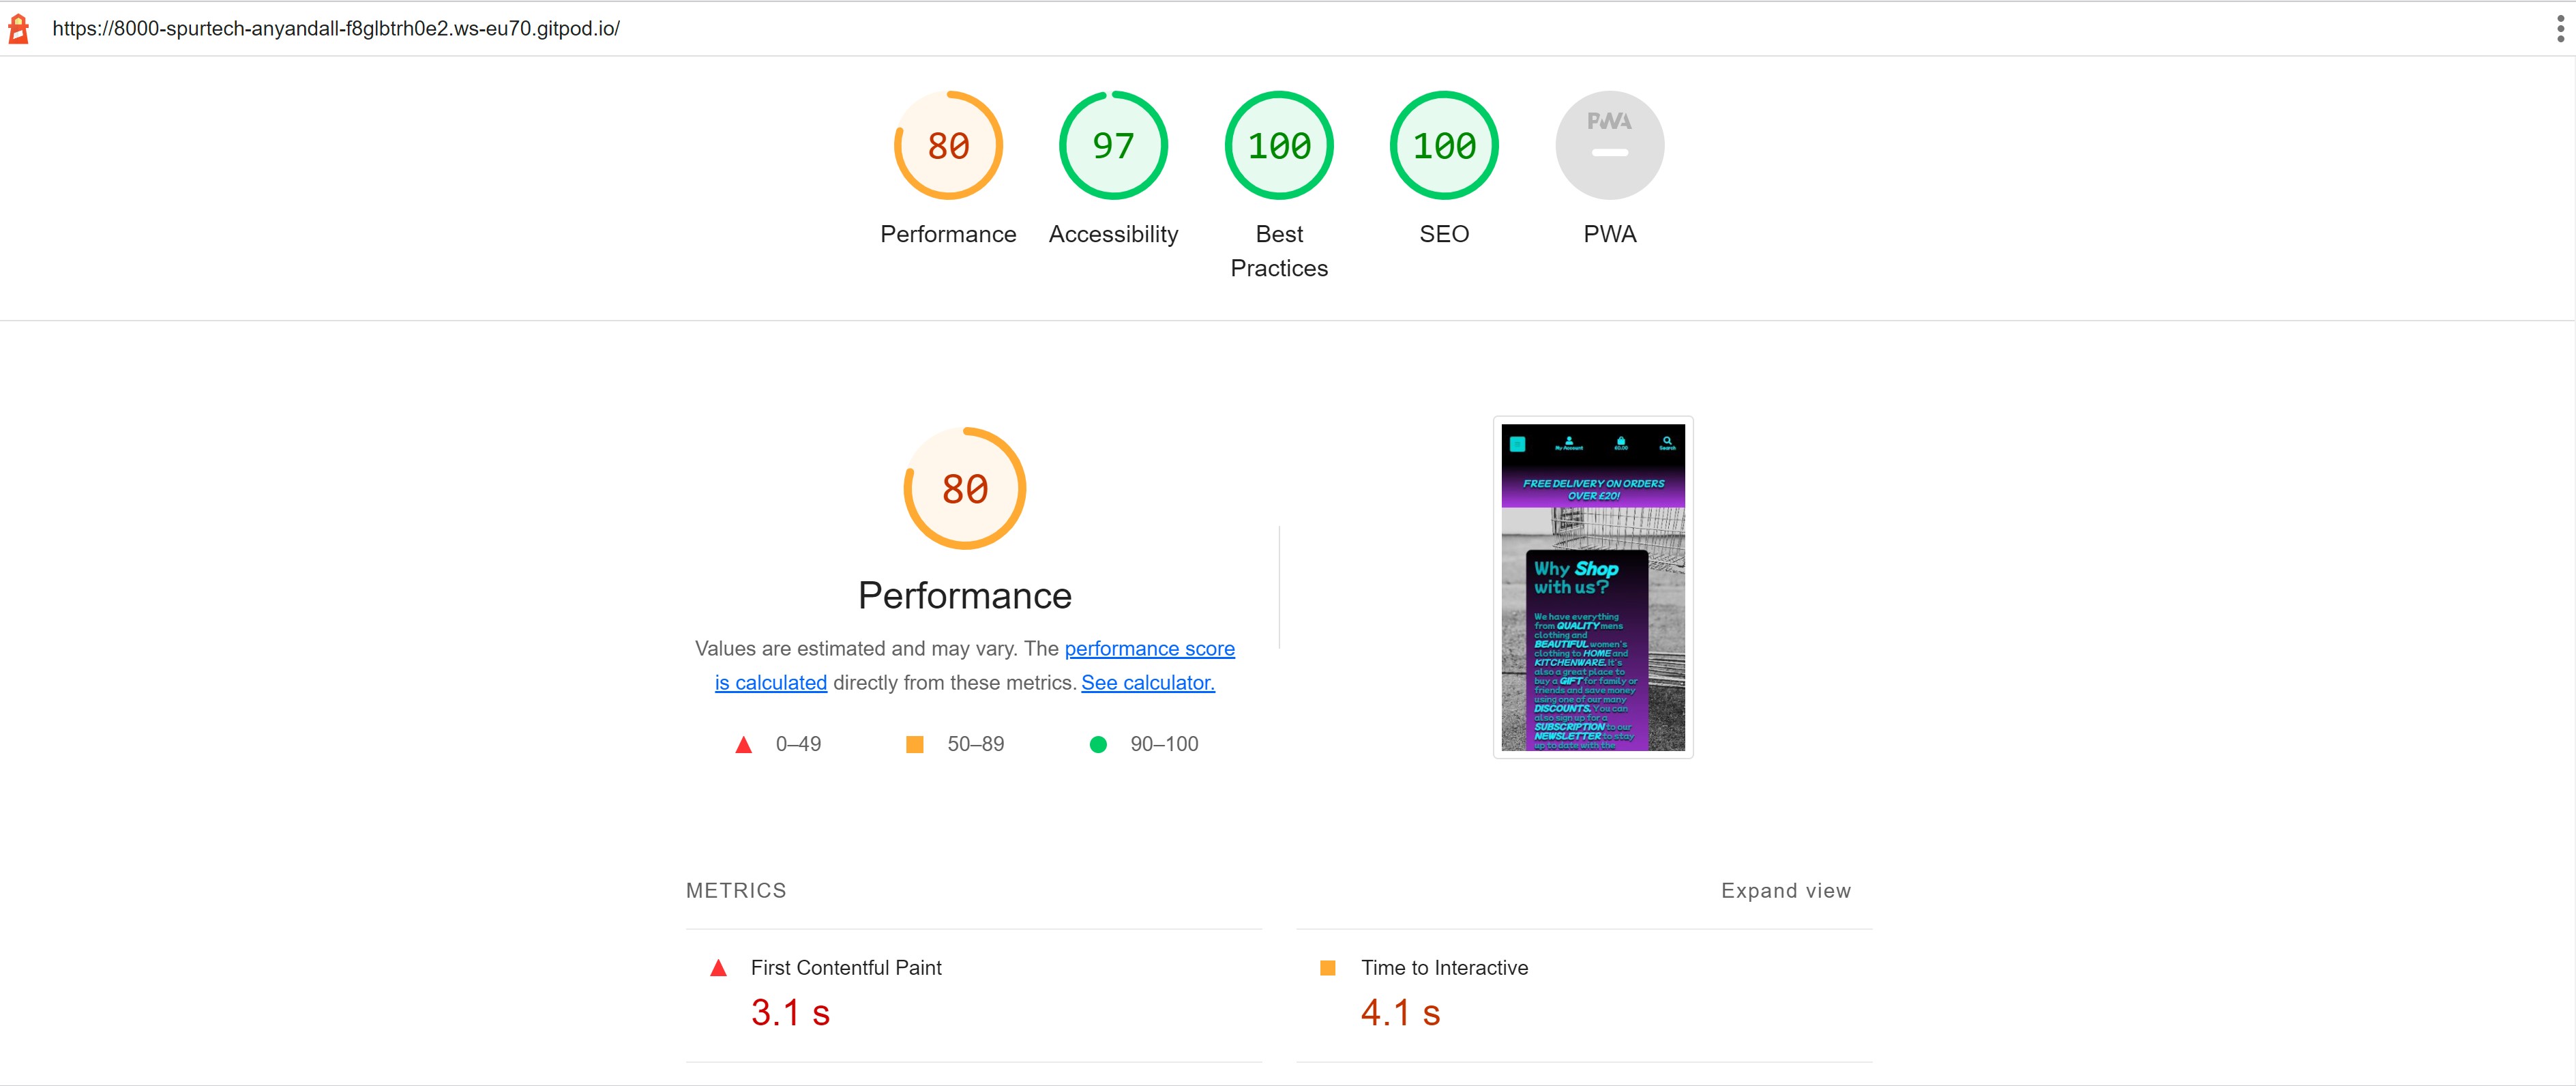 https://8000-spurtech-anyandall-f8glbtrh0e2.ws-eu70.gitpod.io/
80
97
100
100
PWA
Performance
Accessibility
Best
Practices
SEO
PWA
80
Performance
Values are estimated and may vary. The performance score
is calculated directly from these metrics. See calculator.
0–49
50–89
90–100
My Account
£0.00
Search
FREE DELIVERY ON ORDERS
OVER £20!
Why Shop
with us?
We have everything
from QUALITY mens
clothing and
BEAUTIFUL women's
clothing to HOME and
KITCHENWARE. It's
also a great place to
buy a GIFT for family or
friends and save money
using one of our many
DISCOUNTS. You can
also sign up for a
SUBSCRIPTION to our
NEWSLETTER to stay
up to date with the
METRICS
Expand view
First Contentful Paint
3.1 s
Time to Interactive
4.1 s